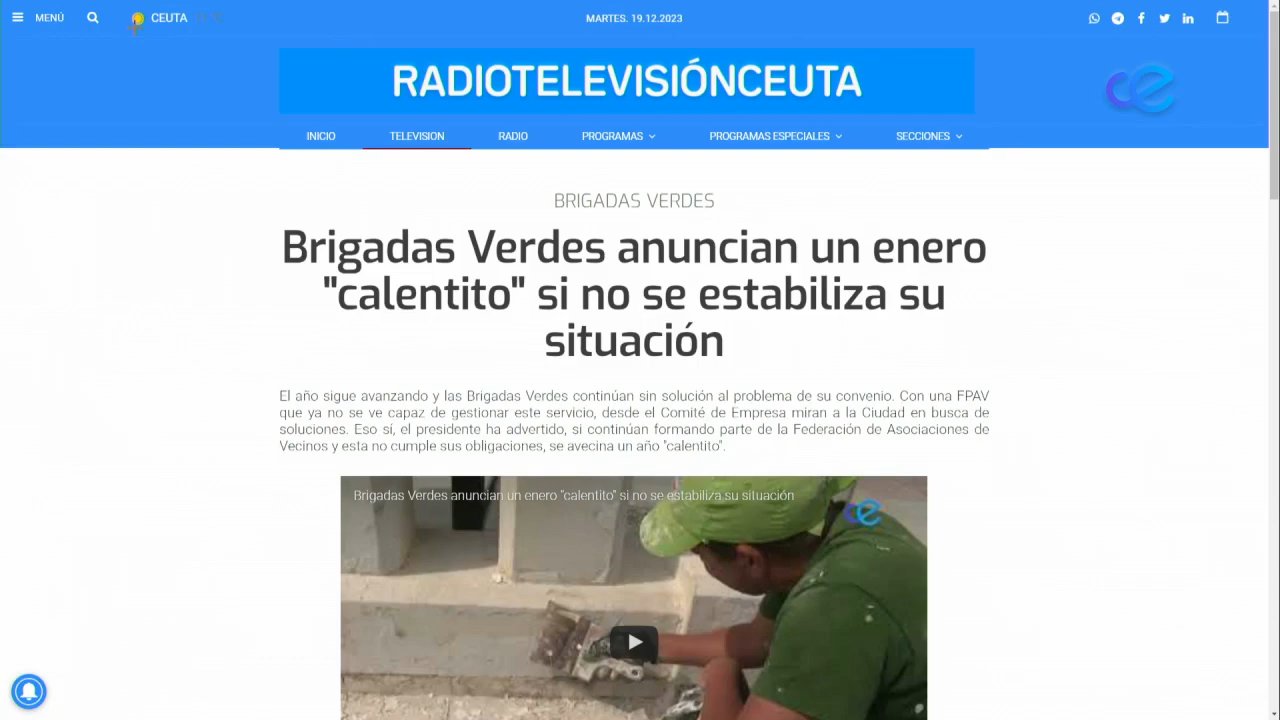 MENÚ
CEUTA
MARTES. 19.12.2023
RADIOTELEVISIÓNCEUTA
ce
INICIO
TELEVISION
RADIO
PROGRAMAS
PROGRAMAS ESPECIALES
SECCIONES
BRIGADAS VERDES
Brigadas Verdes anuncian un enero
"calentito" si no se estabiliza su
situación
El año sigue avanzando y las Brigadas Verdes continúan sin solución al problema de su convenio. Con una FPAV
que ya no se ve capaz de gestionar este servicio, desde el Comité de Empresa miran a la Ciudad en busca de
soluciones. Eso sí, el presidente ha advertido, si continúan formando parte de la Federación de Asociaciones de
Vecinos y esta no cumple sus obligaciones, se avecina un año "calentito".
Brigadas Verdes anuncian un enero "calentito" si no se estabiliza su situación
ce